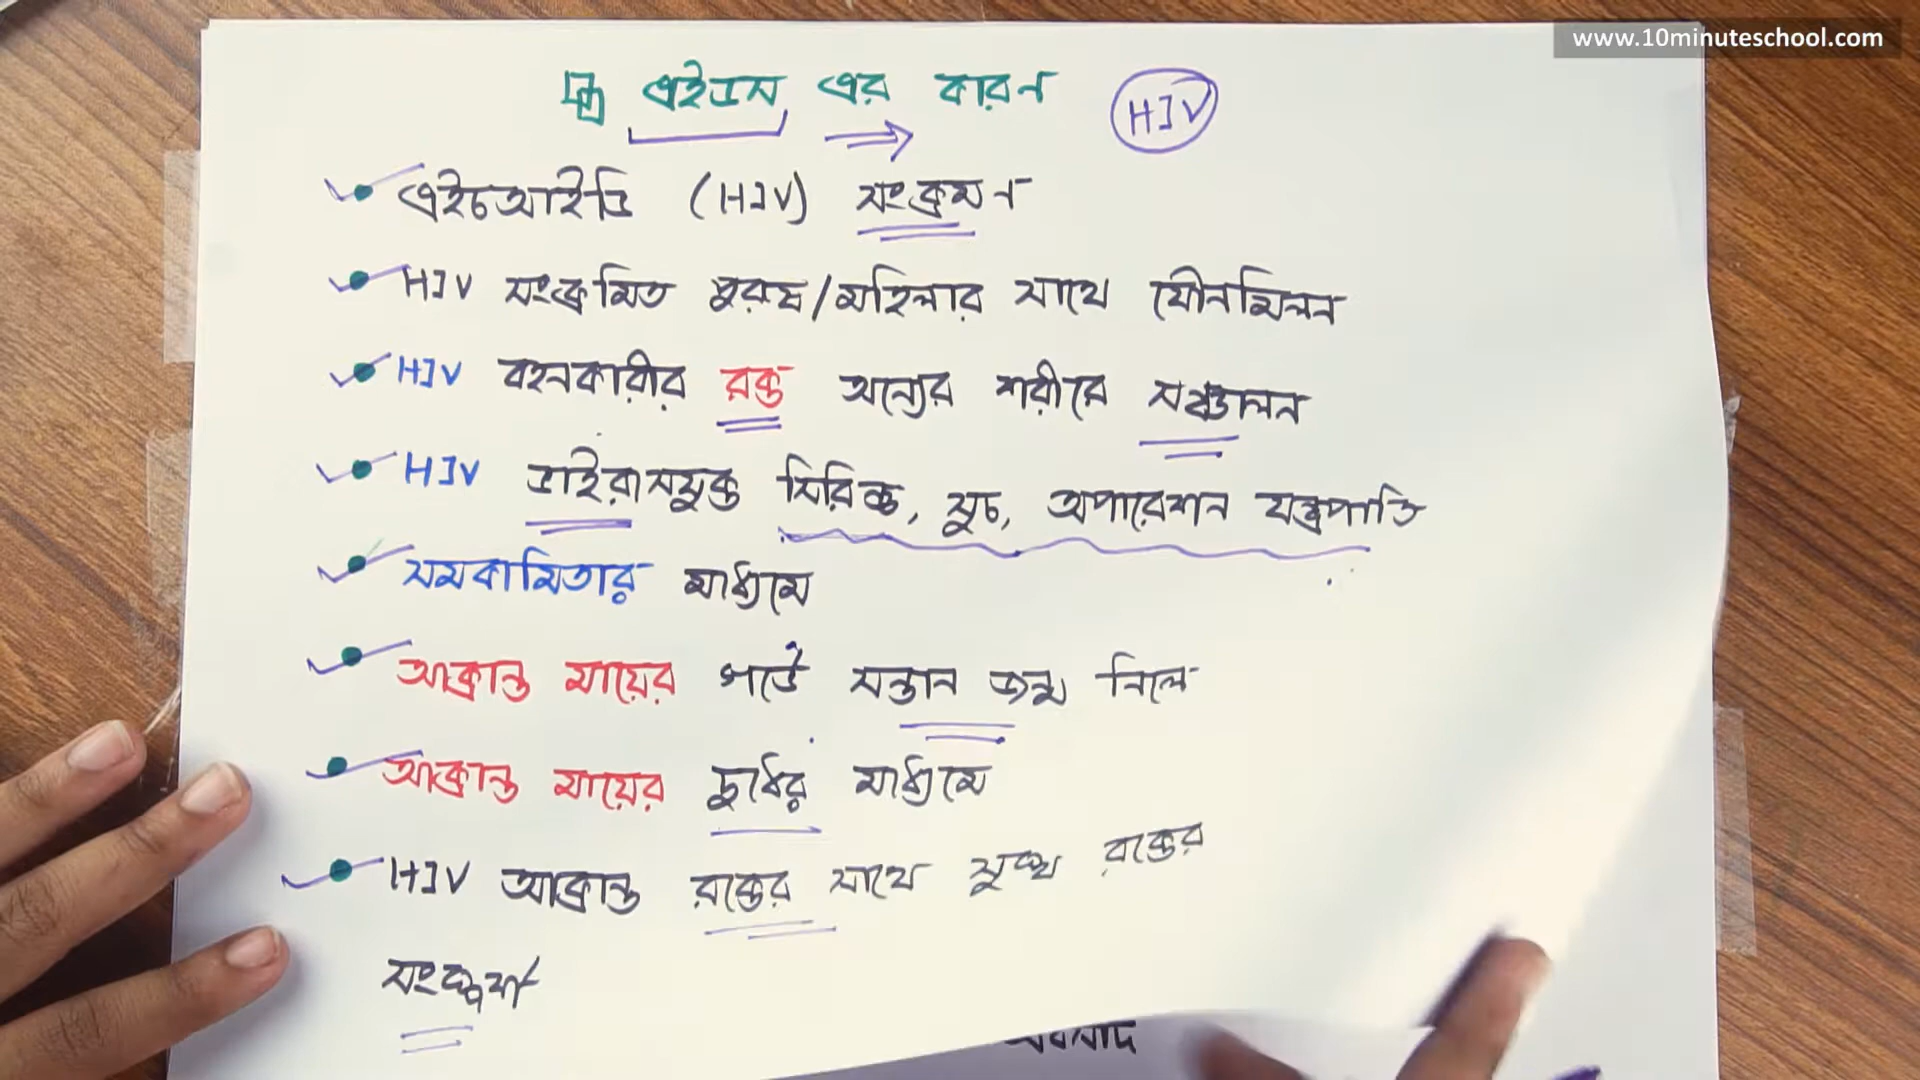 www.10minuteschool.com
এইডস এর কারন HIV
এইচআইভি (HIV) সংক্রমন
HIV সংক্রমিত পুরুষ/মহিলার সাথে যৌনমিলন
HIV বহনকারীর রক্ত অন্যের শরীরে সঞ্চালন
HIV ভাইরাসযুক্ত সিরিঞ্জ, সুচ, অপারেশন যন্ত্রপাতি
সমকামিতার মাধ্যমে
আক্রান্ত মায়ের গর্ভে সন্তান জন্ম নিলে
আক্রান্ত মায়ের দুধের মাধ্যমে
HIV আক্রান্ত রক্তের সাথে সুস্থ রক্তের
সংস্পর্শ